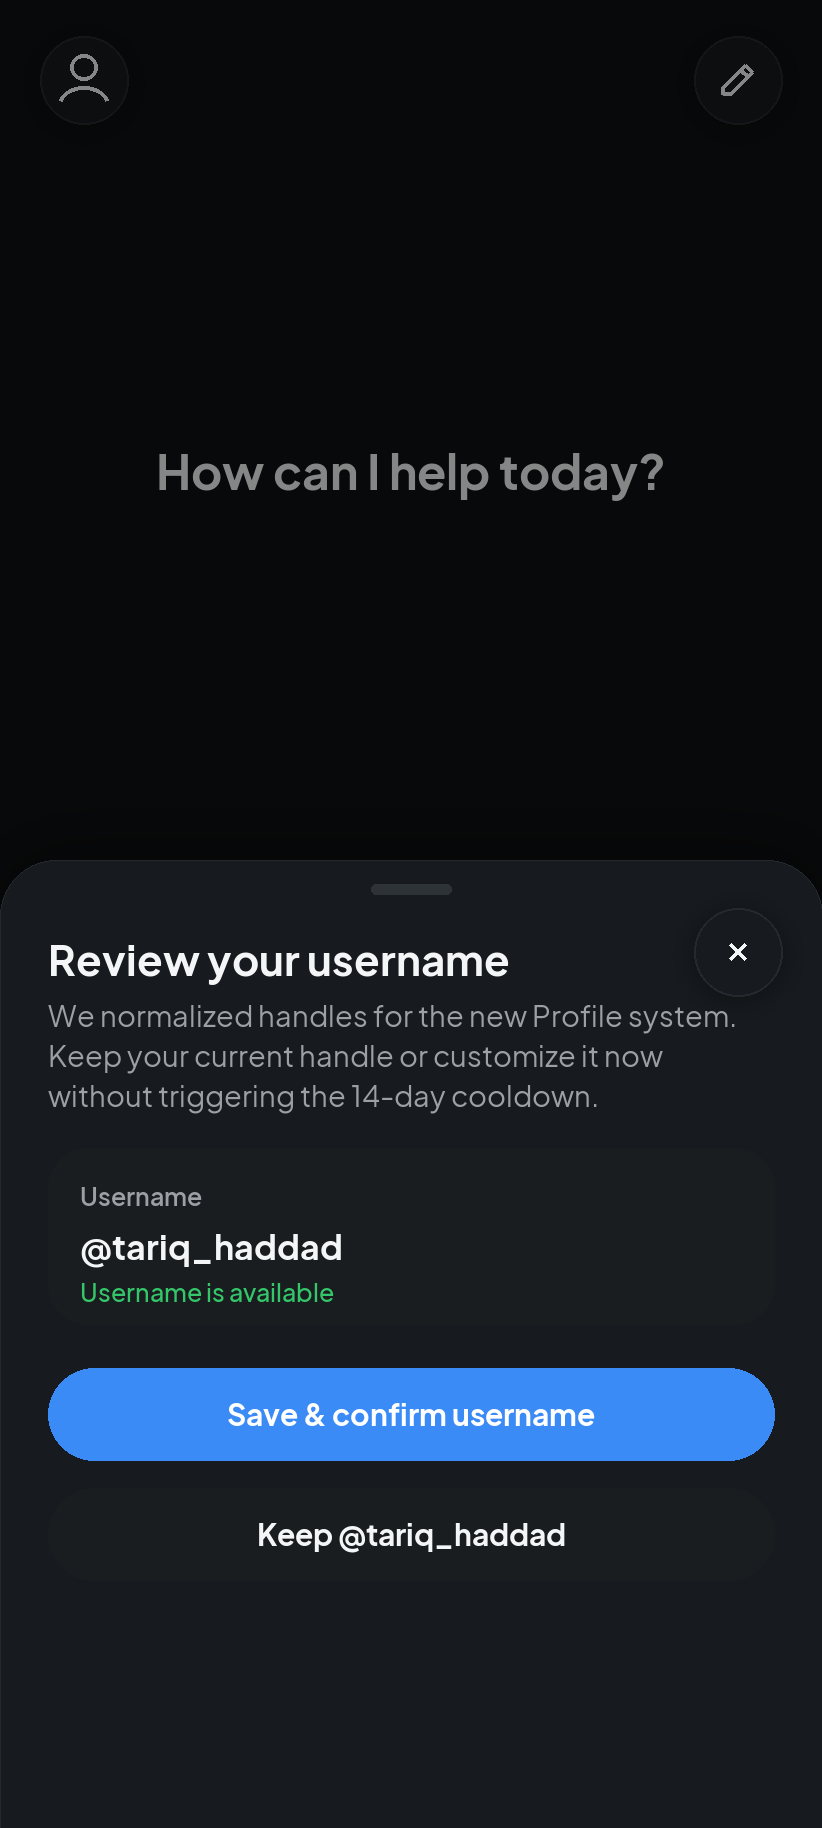 How can I help today?
Review your username
We normalized handles for the new Profile system.
Keep your current handle or customize it now
without triggering the 14-day cooldown.
Username
@tariq_haddad
Username is available
Save & confirm username
Keep @tariq_haddad